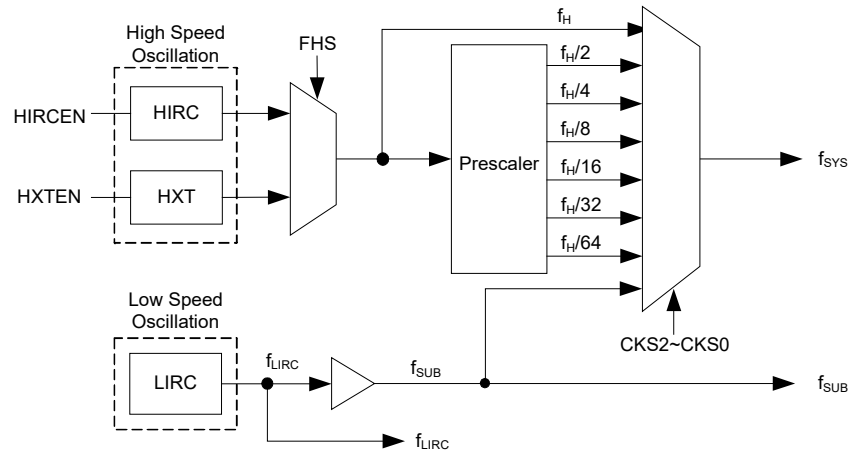 High Speed
Oscillation
FHS
HIRCEN
HIRC
HXTEN
HXT
Prescaler
fH
fH/2
fH/4
fH/8
fH/16
fH/32
fH/64
fSYS
CKS2~CKS0
Low Speed
Oscillation
LIRC
fLIRC
fSUB
fSUB
fLIRC